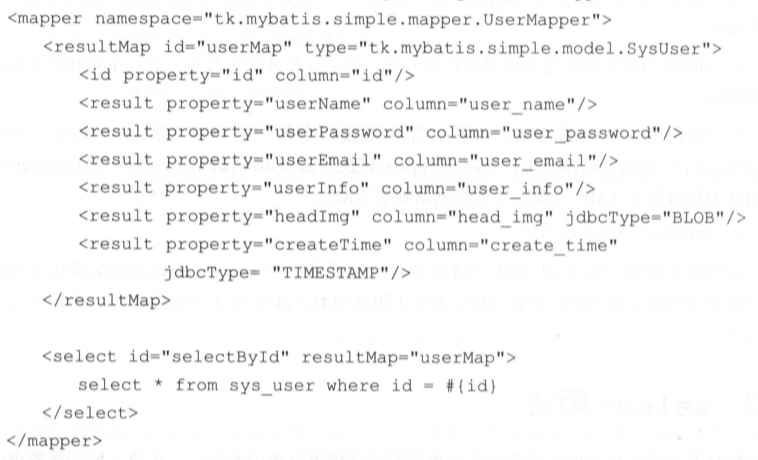 <mapper namespace="tk.mybatis.simple.mapper.UserMapper">
<resultMap id="userMap" type="tk.mybatis.simple.model.SysUser">
<id property="id" column="id"/>
<result property="userName" column="user_name"/>
<result property="userPassword" column="user_password"/>
<result property="userEmail" column="user_email"/>
<result property="userInfo" column="user_info"/>
<result property="headImg" column="head_img" jdbcType="BLOB"/>
<result property="createTime" column="create_time"
jdbcType= "TIMESTAMP"/>
</resultMap>
<select id="selectById" resultMap="userMap">
select * from sys_user where id = #{id}
</select>
</mapper>